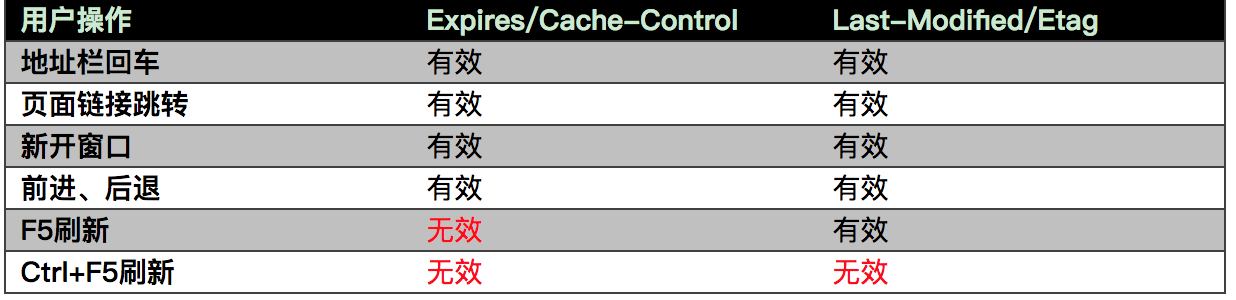 用户操作 Expires/Cache-Control Last-Modified/Etag
地址栏回车 有效 有效
页面链接跳转 有效 有效
新开窗口 有效 有效
前进、后退 有效 有效
F5刷新 无效 有效
Ctrl+F5刷新 无效 无效